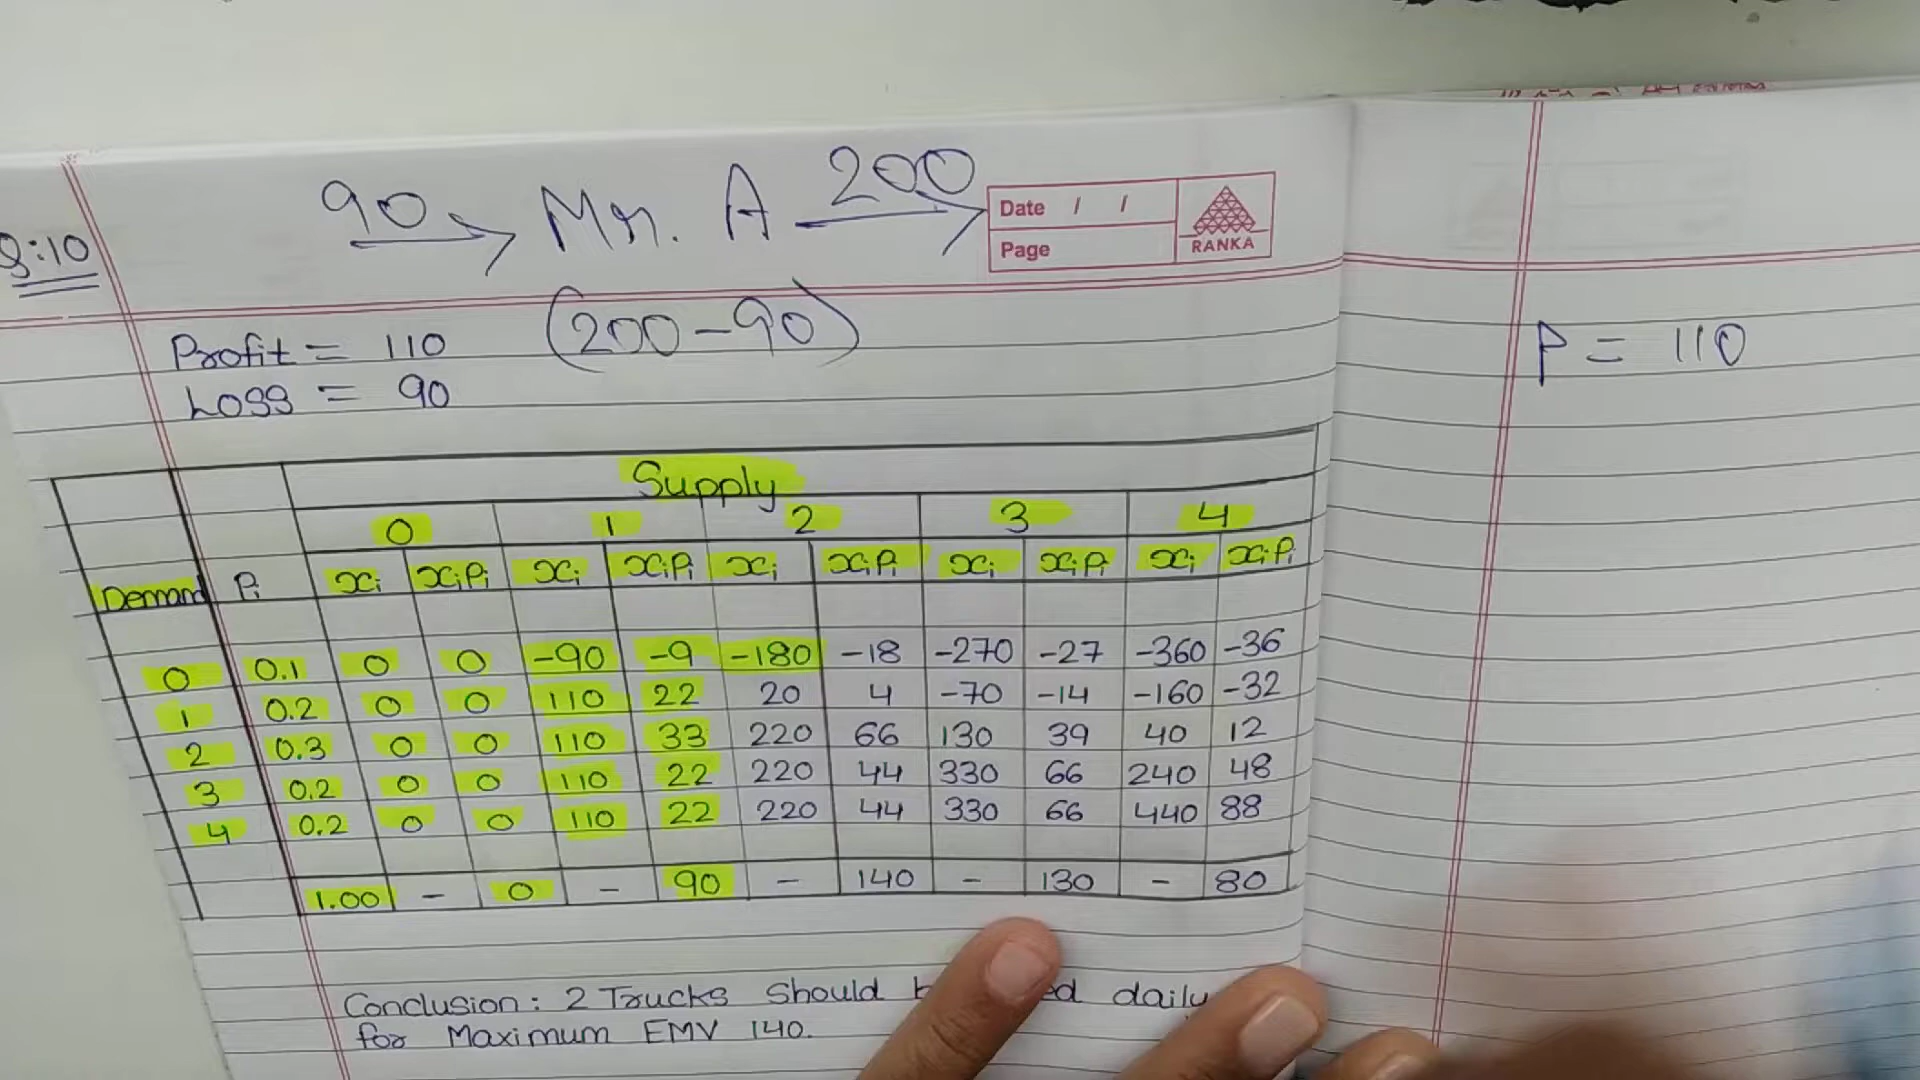 90 → Mr. A 200 →
Date / /
Page
RANKA
:10
Profit = 110 (200-90)
Loss = 90
P = 110
Supply
0 1 2 3 4
Demand Pi xi xiPi xi xiPi xi xiPi xi xiPi xi xiPi
0 0.1 0 0 -90 -9 -180 -18 -270 -27 -360 -36
1 0.2 0 0 110 22 20 4 -70 -14 -160 -32
2 0.3 0 0 110 33 220 66 130 39 40 12
3 0.2 0 0 110 22 220 44 330 66 240 48
4 0.2 0 0 110 22 220 44 330 66 440 88
1.00 - 0 - 90 - 140 - 130 - 80
Conclusion: 2 Trucks should daily
for Maximum EMV 140.